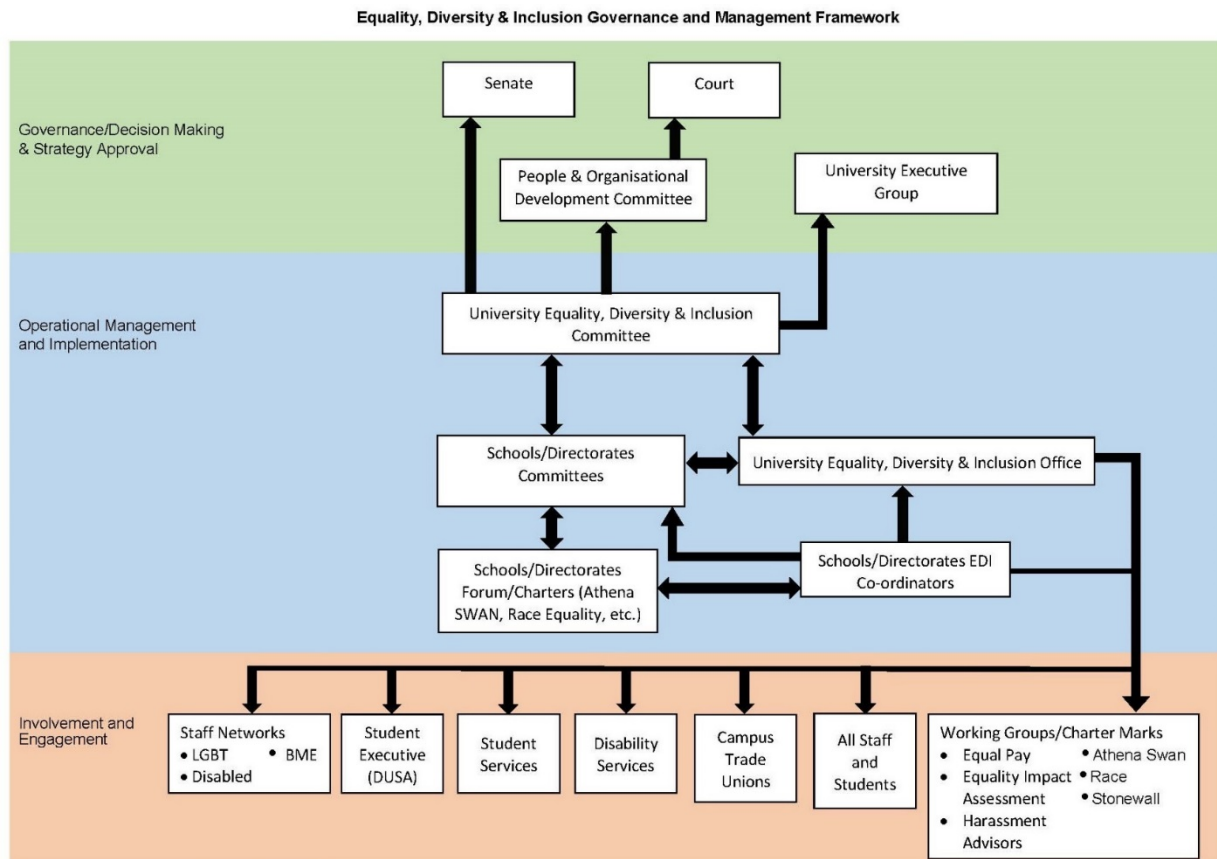 Equality, Diversity & Inclusion Governance and Management Framework
Governance/Decision Making
& Strategy Approval
Senate
Court
People & Organisational
Development Committee
University Executive
Group
Operational Management
and Implementation
University Equality, Diversity & Inclusion
Committee
Schools/Directorates
Committees
University Equality, Diversity & Inclusion Office
Schools/Directorates
Forum/Charters (Athena
SWAN, Race Equality, etc.)
Schools/Directorates EDI
Co-ordinators
Involvement and
Engagement
Staff Networks
• LGBT • BME
• Disabled
Student
Executive
(DUSA)
Student
Services
Disability
Services
Campus
Trade
Unions
All Staff
and
Students
Working Groups/Charter Marks
• Equal Pay • Athena Swan
• Equality Impact • Race
Assessment • Stonewall
• Harassment
Advisors